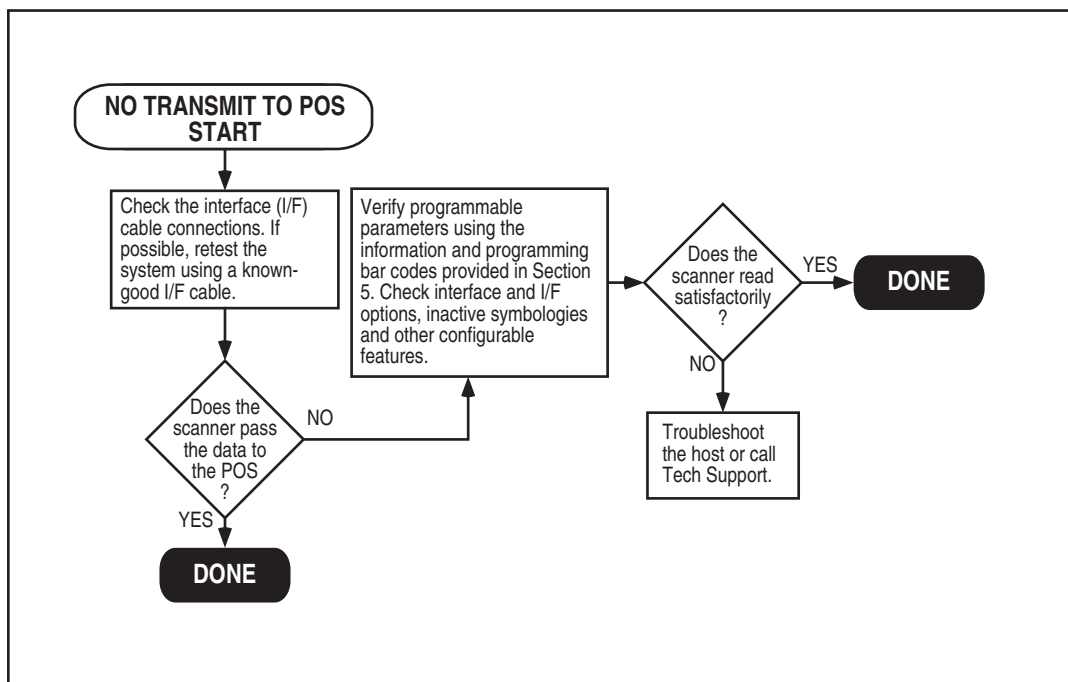 NO TRANSMIT TO POS
START
Check the interface (I/F)
cable connections. If
possible, retest the
system using a known-
good I/F cable.
Does the
scanner pass
the data to
the POS
?
NO
YES
DONE
Verify programmable
parameters using the
information and programming
bar codes provided in Section
5. Check interface and I/F
options, inactive symbologies
and other configurable
features.
Does the
scanner read
satisfactorily
?
YES
DONE
NO
Troubleshoot
the host or call
Tech Support.